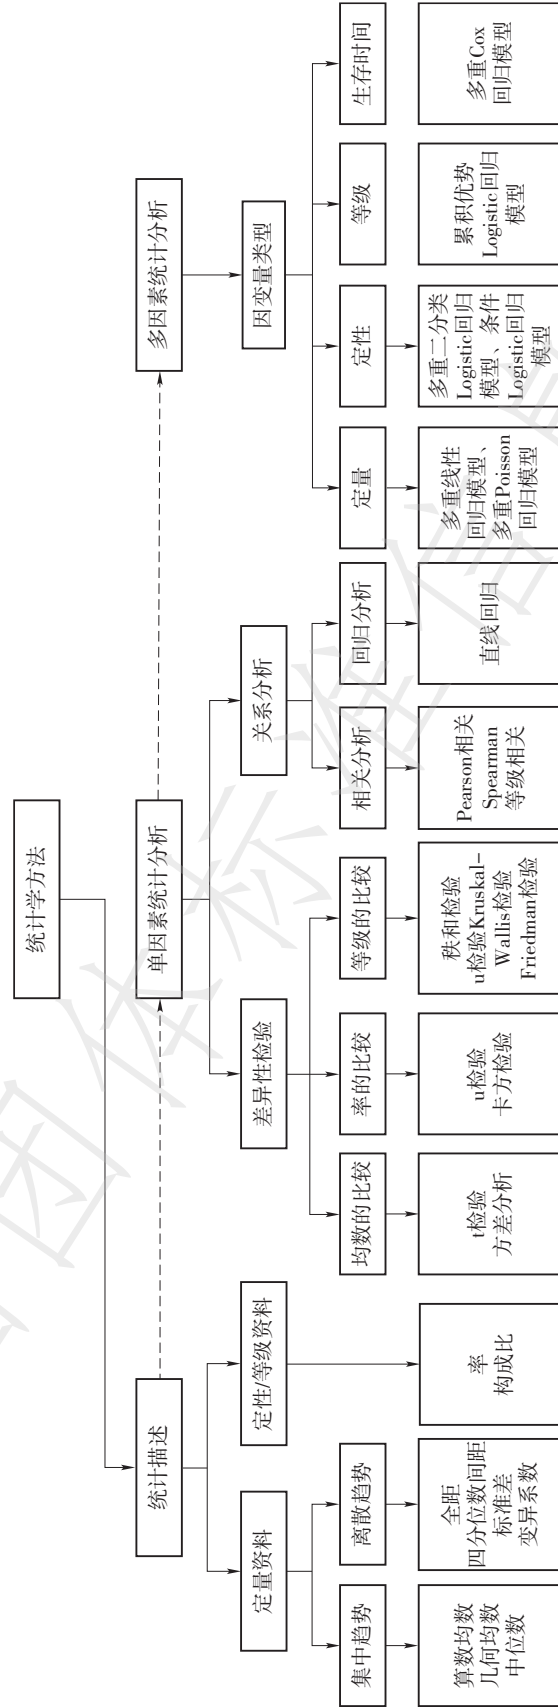 统计学方法
统计描述
单因素统计分析
多因素统计分析
定量资料
定性/等级资料
差异性检验
关系分析
因变量类型
集中趋势
离散趋势
均数的比较
率的比较
等级的比较
相关分析
回归分析
定量
定性
等级
生存时间
算数均数
几何均数
中位数
全距
四分位数间距
标准差
变异系数
率
构成比
t检验
方差分析
u检验
卡方检验
秩和检验
u检验Kruskal-
Wallis检验
Friedman检验
Pearson相关
Spearman
等级相关
直线回归
多重线性
回归模型、
多重Poisson
回归模型
多重二分类
Logistic回归
模型、条件
Logistic回归
模型
累积优势
Logistic回归
模型
多重Cox
回归模型